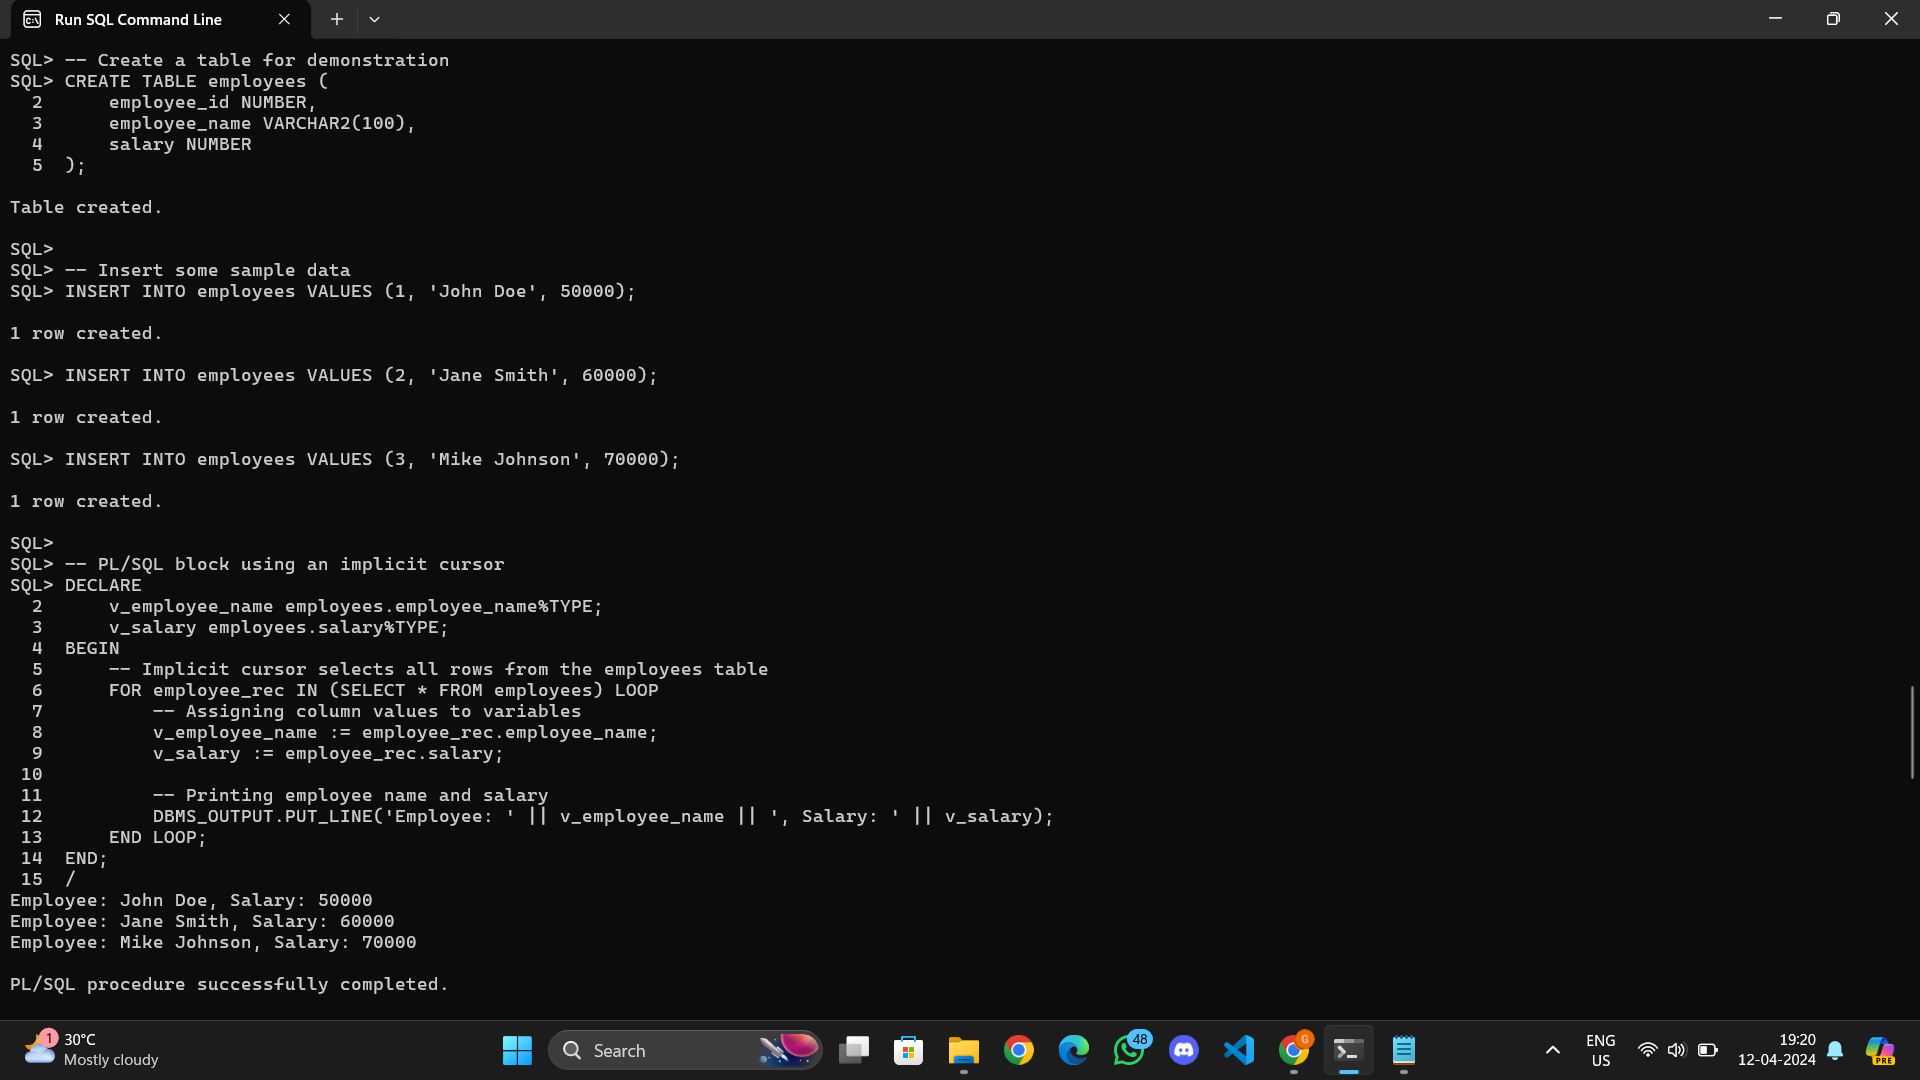 Run SQL Command Line
SQL> -- Create a table for demonstration
SQL> CREATE TABLE employees (
  2      employee_id NUMBER,
  3      employee_name VARCHAR2(100),
  4      salary NUMBER
  5  );
Table created.
SQL>
SQL> -- Insert some sample data
SQL> INSERT INTO employees VALUES (1, 'John Doe', 50000);
1 row created.
SQL> INSERT INTO employees VALUES (2, 'Jane Smith', 60000);
1 row created.
SQL> INSERT INTO employees VALUES (3, 'Mike Johnson', 70000);
1 row created.
SQL>
SQL> -- PL/SQL block using an implicit cursor
SQL> DECLARE
  2      v_employee_name employees.employee_name%TYPE;
  3      v_salary employees.salary%TYPE;
  4  BEGIN
  5      -- Implicit cursor selects all rows from the employees table
  6      FOR employee_rec IN (SELECT * FROM employees) LOOP
  7          -- Assigning column values to variables
  8          v_employee_name := employee_rec.employee_name;
  9          v_salary := employee_rec.salary;
 10
 11          -- Printing employee name and salary
 12          DBMS_OUTPUT.PUT_LINE('Employee: ' || v_employee_name || ', Salary: ' || v_salary);
 13      END LOOP;
 14  END;
 15  /
Employee: John Doe, Salary: 50000
Employee: Jane Smith, Salary: 60000
Employee: Mike Johnson, Salary: 70000
PL/SQL procedure successfully completed.
1
30°C
Mostly cloudy
Search
48
G
ENG
US
19:20
12-04-2024
PRE